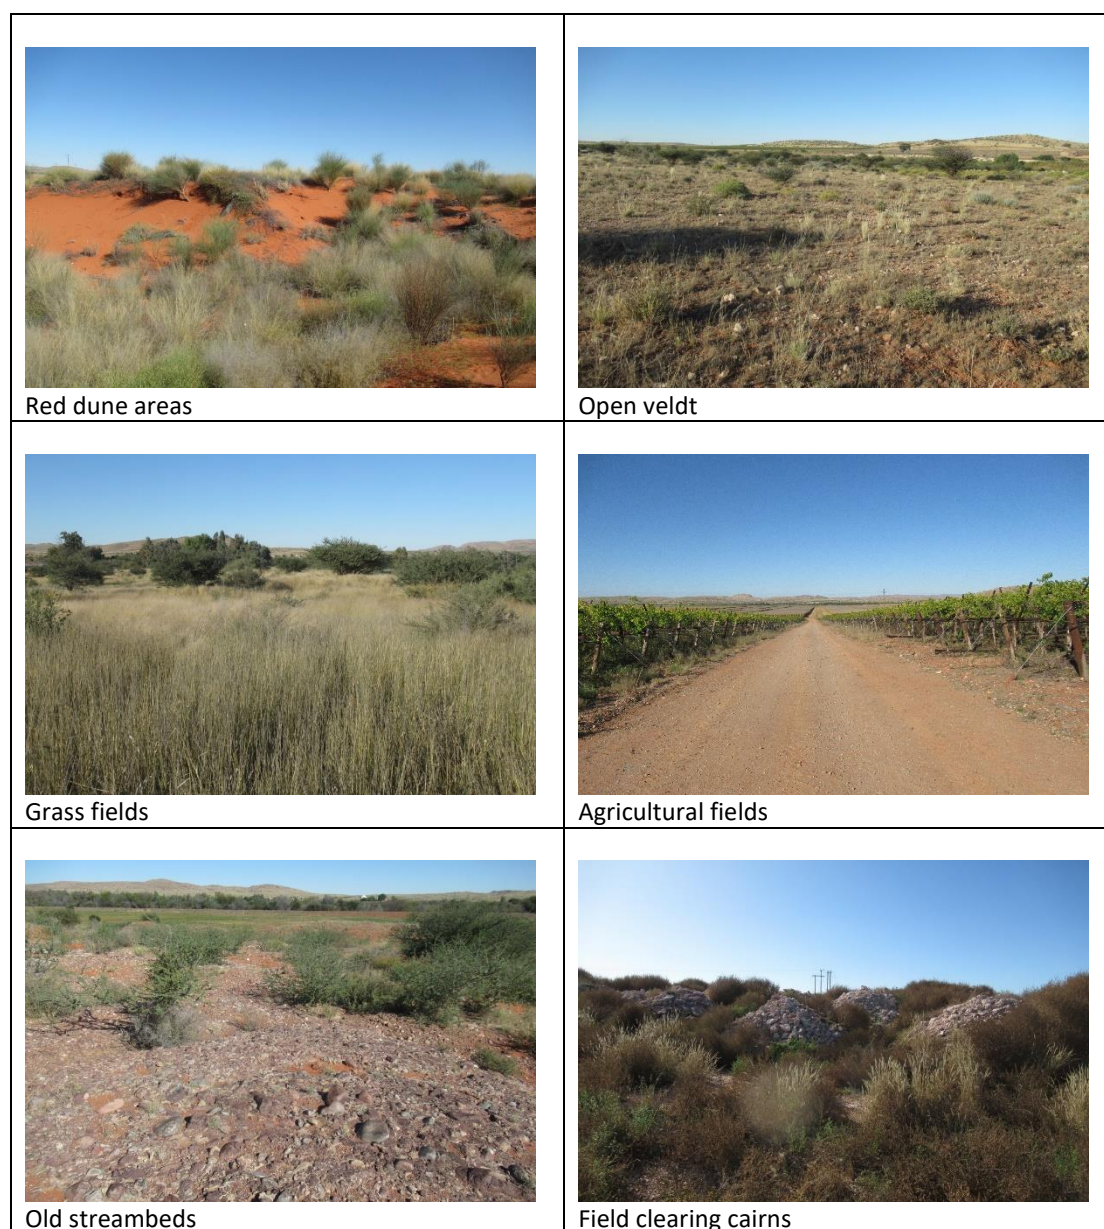 Red dune areas
Open veldt
Grass fields
Agricultural fields
Old streambeds
Field clearing cairns